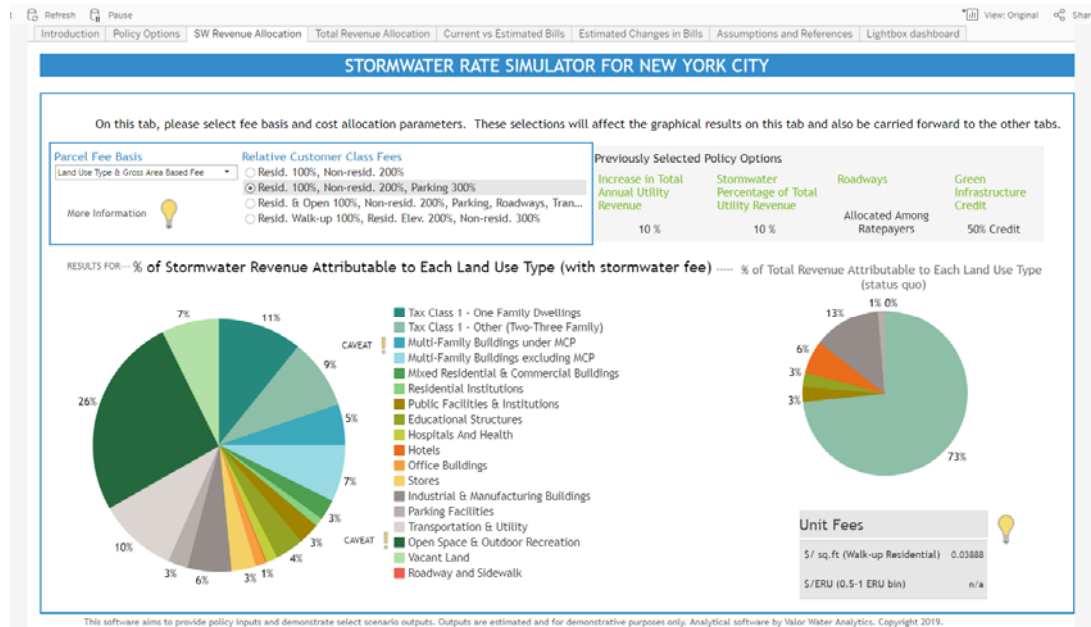 Refresh Pause View: Original Shar
Introduction Policy Options SW Revenue Allocation Total Revenue Allocation Current vs Estimated Bills Estimated Changes in Bills Assumptions and References Lightbox dashboard
STORMWATER RATE SIMULATOR FOR NEW YORK CITY
On this tab, please select fee basis and cost allocation parameters. These selections will affect the graphical results on this tab and also be carried forward to the other tabs.
Parcel Fee Basis
Land Use Type & Gross Area Based Fee
More Information
Relative Customer Class Fees
Resid. 100%, Non-resid. 200%
Resid. 100%, Non-resid. 200%, Parking 300%
Resid. & Open 100%, Non-resid. 200%, Parking, Roadways, Tran...
Resid. Walk-up 100%, Resid. Elev. 200%, Non-resid. 300%
Previously Selected Policy Options
Increase in Total
Annual Utility
Revenue
10 %
Stormwater
Percentage of Total
Utility Revenue
10 %
Roadways
Allocated Among
Ratepayers
Green
Infrastructure
Credit
50% Credit
RESULTS FOR--- % of Stormwater Revenue Attributable to Each Land Use Type (with stormwater fee) -----
% of Total Revenue Attributable to Each Land Use Type
(status quo)
7%
11%
9%
5%
7%
3%
3%
4%
1%
3%
6%
3%
10%
26%
CAVEAT
CAVEAT
Tax Class 1 - One Family Dwellings
Tax Class 1 - Other (Two-Three Family)
Multi-Family Buildings under MCP
Multi-Family Buildings excluding MCP
Mixed Residential & Commercial Buildings
Residential Institutions
Public Facilities & Institutions
Educational Structures
Hospitals And Health
Hotels
Office Buildings
Stores
Industrial & Manufacturing Buildings
Parking Facilities
Transportation & Utility
Open Space & Outdoor Recreation
Vacant Land
Roadway and Sidewalk
1% 0%
13%
6%
3%
3%
73%
Unit Fees
$/ sq.ft (Walk-up Residential) 0.03888
$/ERU (0.5-1 ERU bin) n/a
This software aims to provide policy inputs and demonstrate select scenario outputs. Outputs are estimated and for demonstrative purposes only. Analytical software by Valor Water Analytics. Copyright 2019.